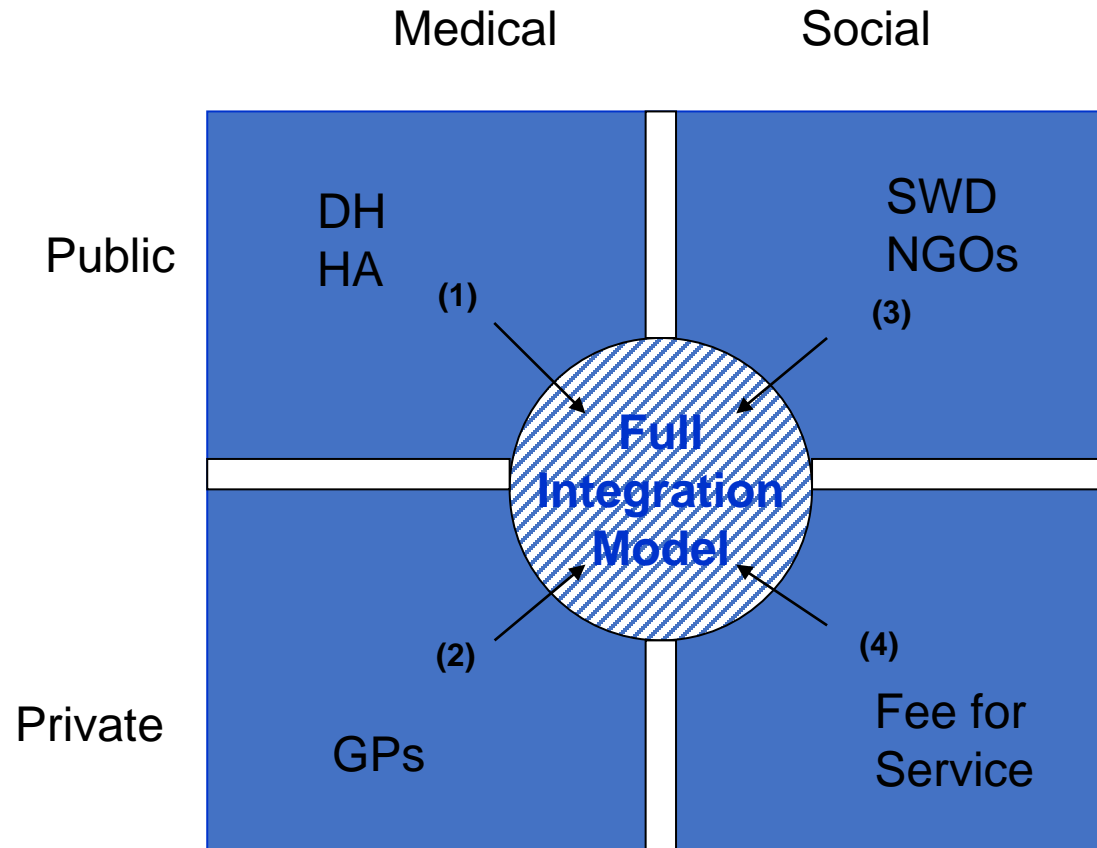 Medical
Social
Public
DH
HA
(1)
SWD
NGOs
(3)
Full
Integration
Model
Private
(2)
GPs
(4)
Fee for
Service